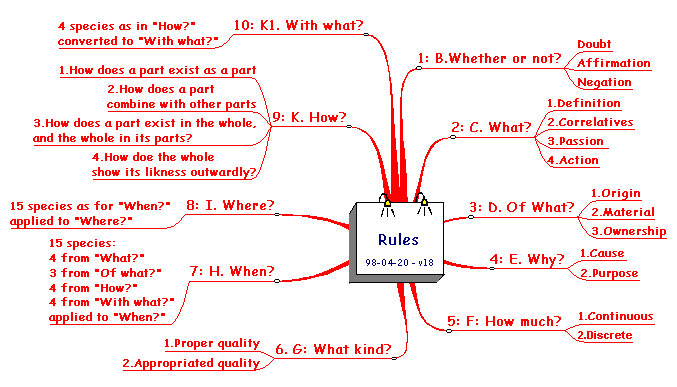 Rules
98-04-20 - v18
1: B.Whether or not?
Doubt
Affirmation
Negation
2: C. What?
1.Definition
2.Correlatives
3.Passion
4.Action
3: D. Of What?
1.Origin
2.Material
3.Ownership
4: E. Why?
1.Cause
2.Purpose
5: F: How much?
1.Continuous
2.Discrete
6. G: What kind?
1.Proper quality
2.Appropriated quality
7: H. When?
15 species:
4 from "What?"
3 from "Of what?"
4 from "How?"
4 from "With what?"
applied to "When?"
8: I. Where?
15 species as for "When?"
applied to "Where?"
9: K. How?
1.How does a part exist as a part
2.How does a part
combine with other parts
3.How does a part exist in the whole,
and the whole in its parts?
4.How doe the whole
show its likness outwardly?
10: K1. With what?
4 species as in "How?"
converted to "With what?"